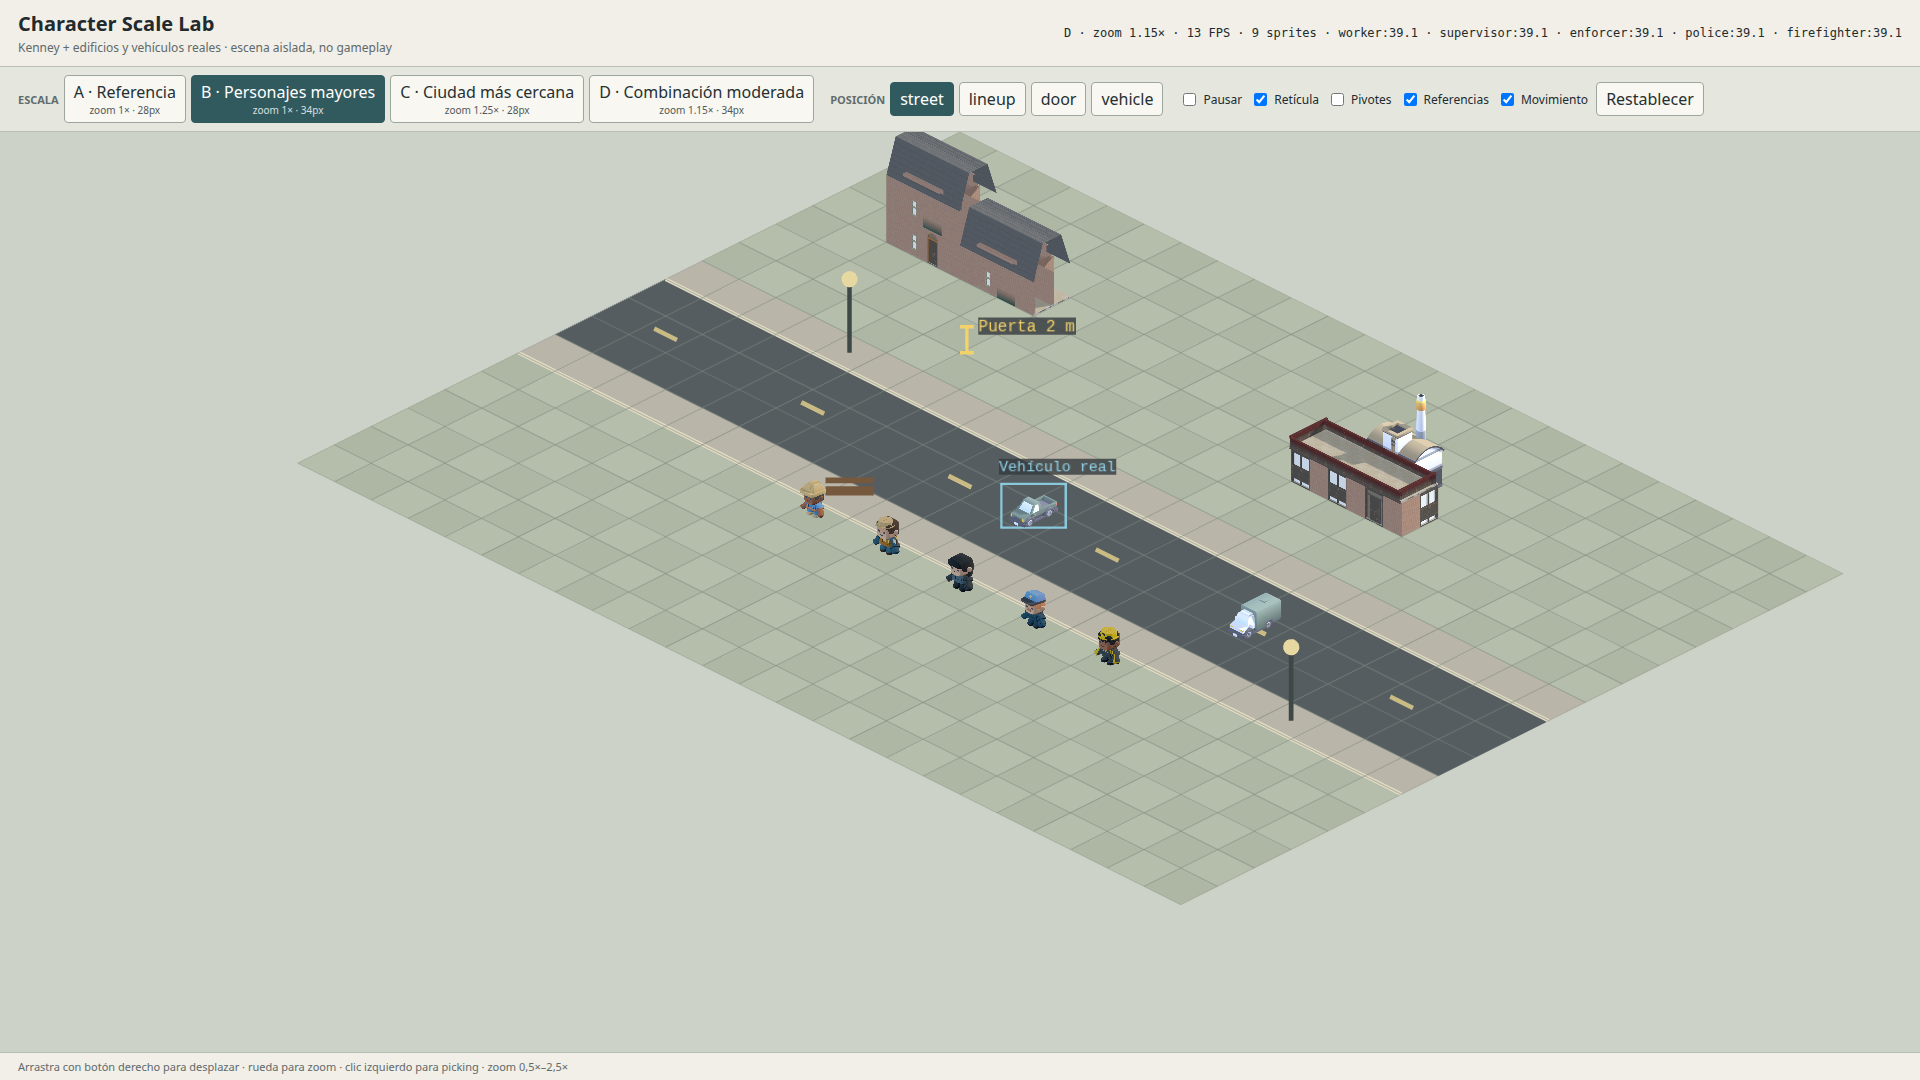 Character Scale Lab
Kenney + edificios y vehículos reales · escena aislada, no gameplay
D · zoom 1.15× · 13 FPS · 9 sprites · worker:39.1 · supervisor:39.1 · enforcer:39.1 · police:39.1 · firefighter:39.1
ESCALA
A · Referencia
zoom 1× · 28px
B · Personajes mayores
zoom 1× · 34px
C · Ciudad más cercana
zoom 1.25× · 28px
D · Combinación moderada
zoom 1.15× · 34px
POSICIÓN
street
lineup
door
vehicle
Pausar
Retícula
Pivotes
Referencias
Movimiento
Restablecer
Puerta 2 m
Vehículo real
Arrastra con botón derecho para desplazar · rueda para zoom · clic izquierdo para picking · zoom 0,5×–2,5×